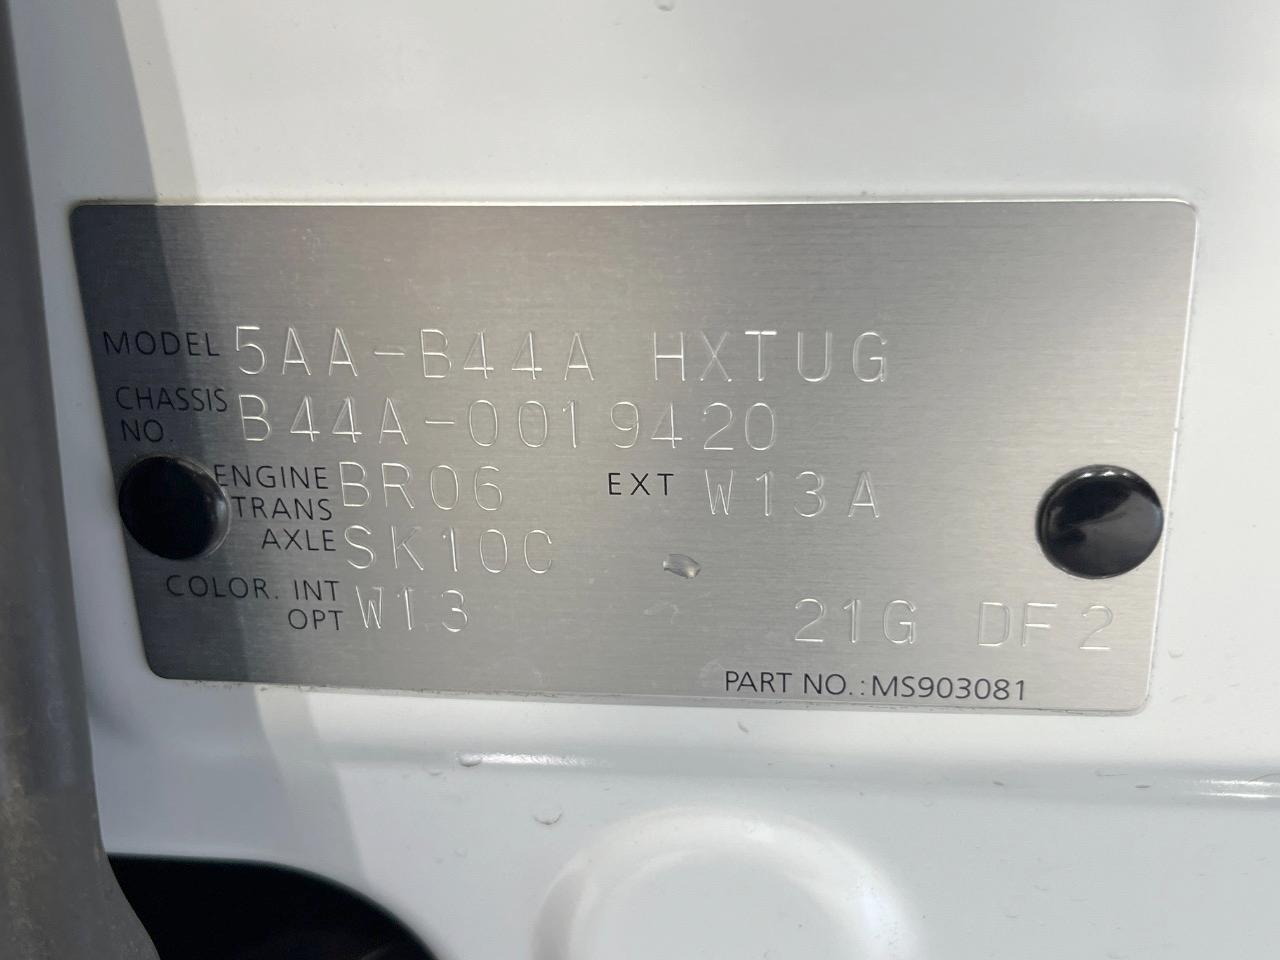 MODEL 5AA-B44A HXTUG
CHASSIS NO. B44A-0019420
ENGINE BR06 EXT W13A
TRANS AXLE SK10C
COLOR. INT OPT W13
21G DF2
PART NO.:MS903081